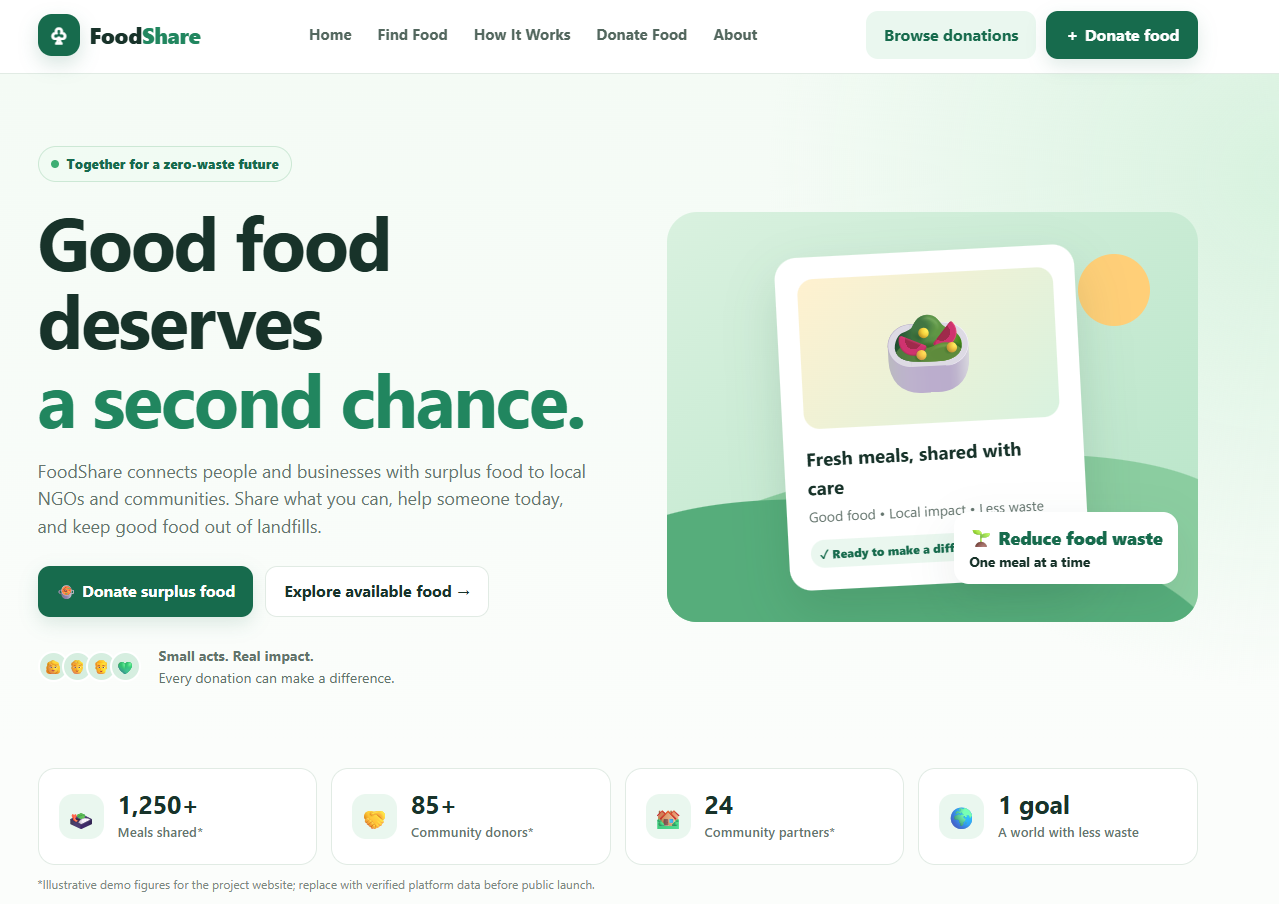 FoodShare
Home
Find Food
How It Works
Donate Food
About
Browse donations
+ Donate food
Together for a zero-waste future
Good food
deserves
a second chance.
FoodShare connects people and businesses with surplus food to local
NGOs and communities. Share what you can, help someone today,
and keep good food out of landfills.
Donate surplus food
Explore available food →
Small acts. Real impact.
Every donation can make a difference.
Fresh meals, shared with
care
Good food • Local impact • Less waste
✓ Ready to make a diff
Reduce food waste
One meal at a time
1,250+
Meals shared*
85+
Community donors*
24
Community partners*
1 goal
A world with less waste
*Illustrative demo figures for the project website; replace with verified platform data before public launch.